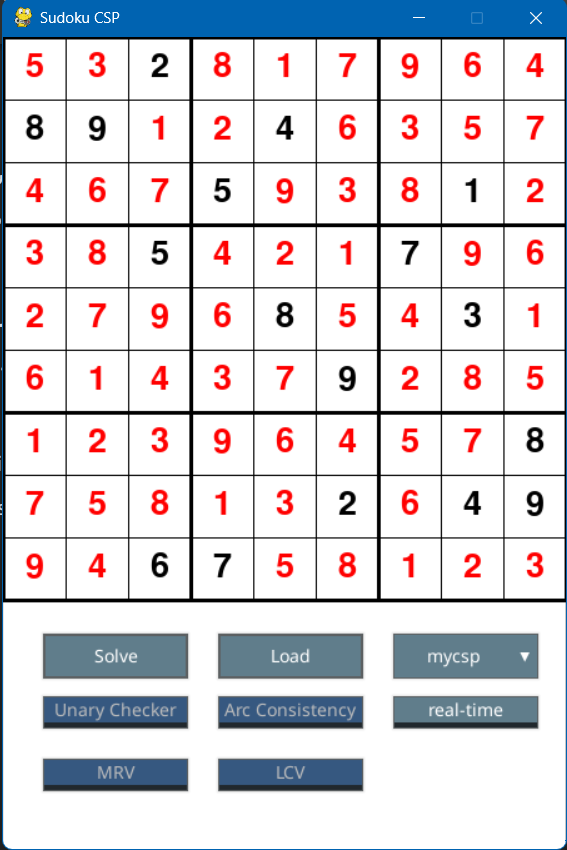 Sudoku CSP
5 3 2 8 1 7 9 6 4
8 9 1 2 4 6 3 5 7
4 6 7 5 9 3 8 1 2
3 8 5 4 2 1 7 9 6
2 7 9 6 8 5 4 3 1
6 1 4 3 7 9 2 8 5
1 2 3 9 6 4 5 7 8
7 5 8 1 3 2 6 4 9
9 4 6 7 5 8 1 2 3
Solve Load mycsp
Unary Checker Arc Consistency real-time
MRV LCV